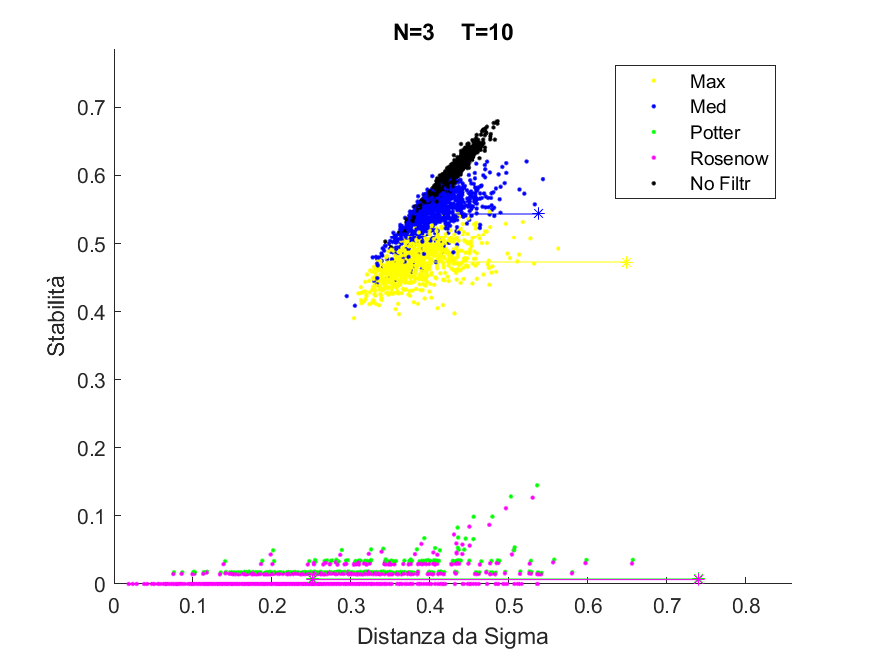 N=3 T=10
Max
Med
Potter
Rosenow
No Filtr
Stabilità
0.7
0.6
0.5
0.4
0.3
0.2
0.1
0
0 0.1 0.2 0.3 0.4 0.5 0.6 0.7 0.8
Distanza da Sigma